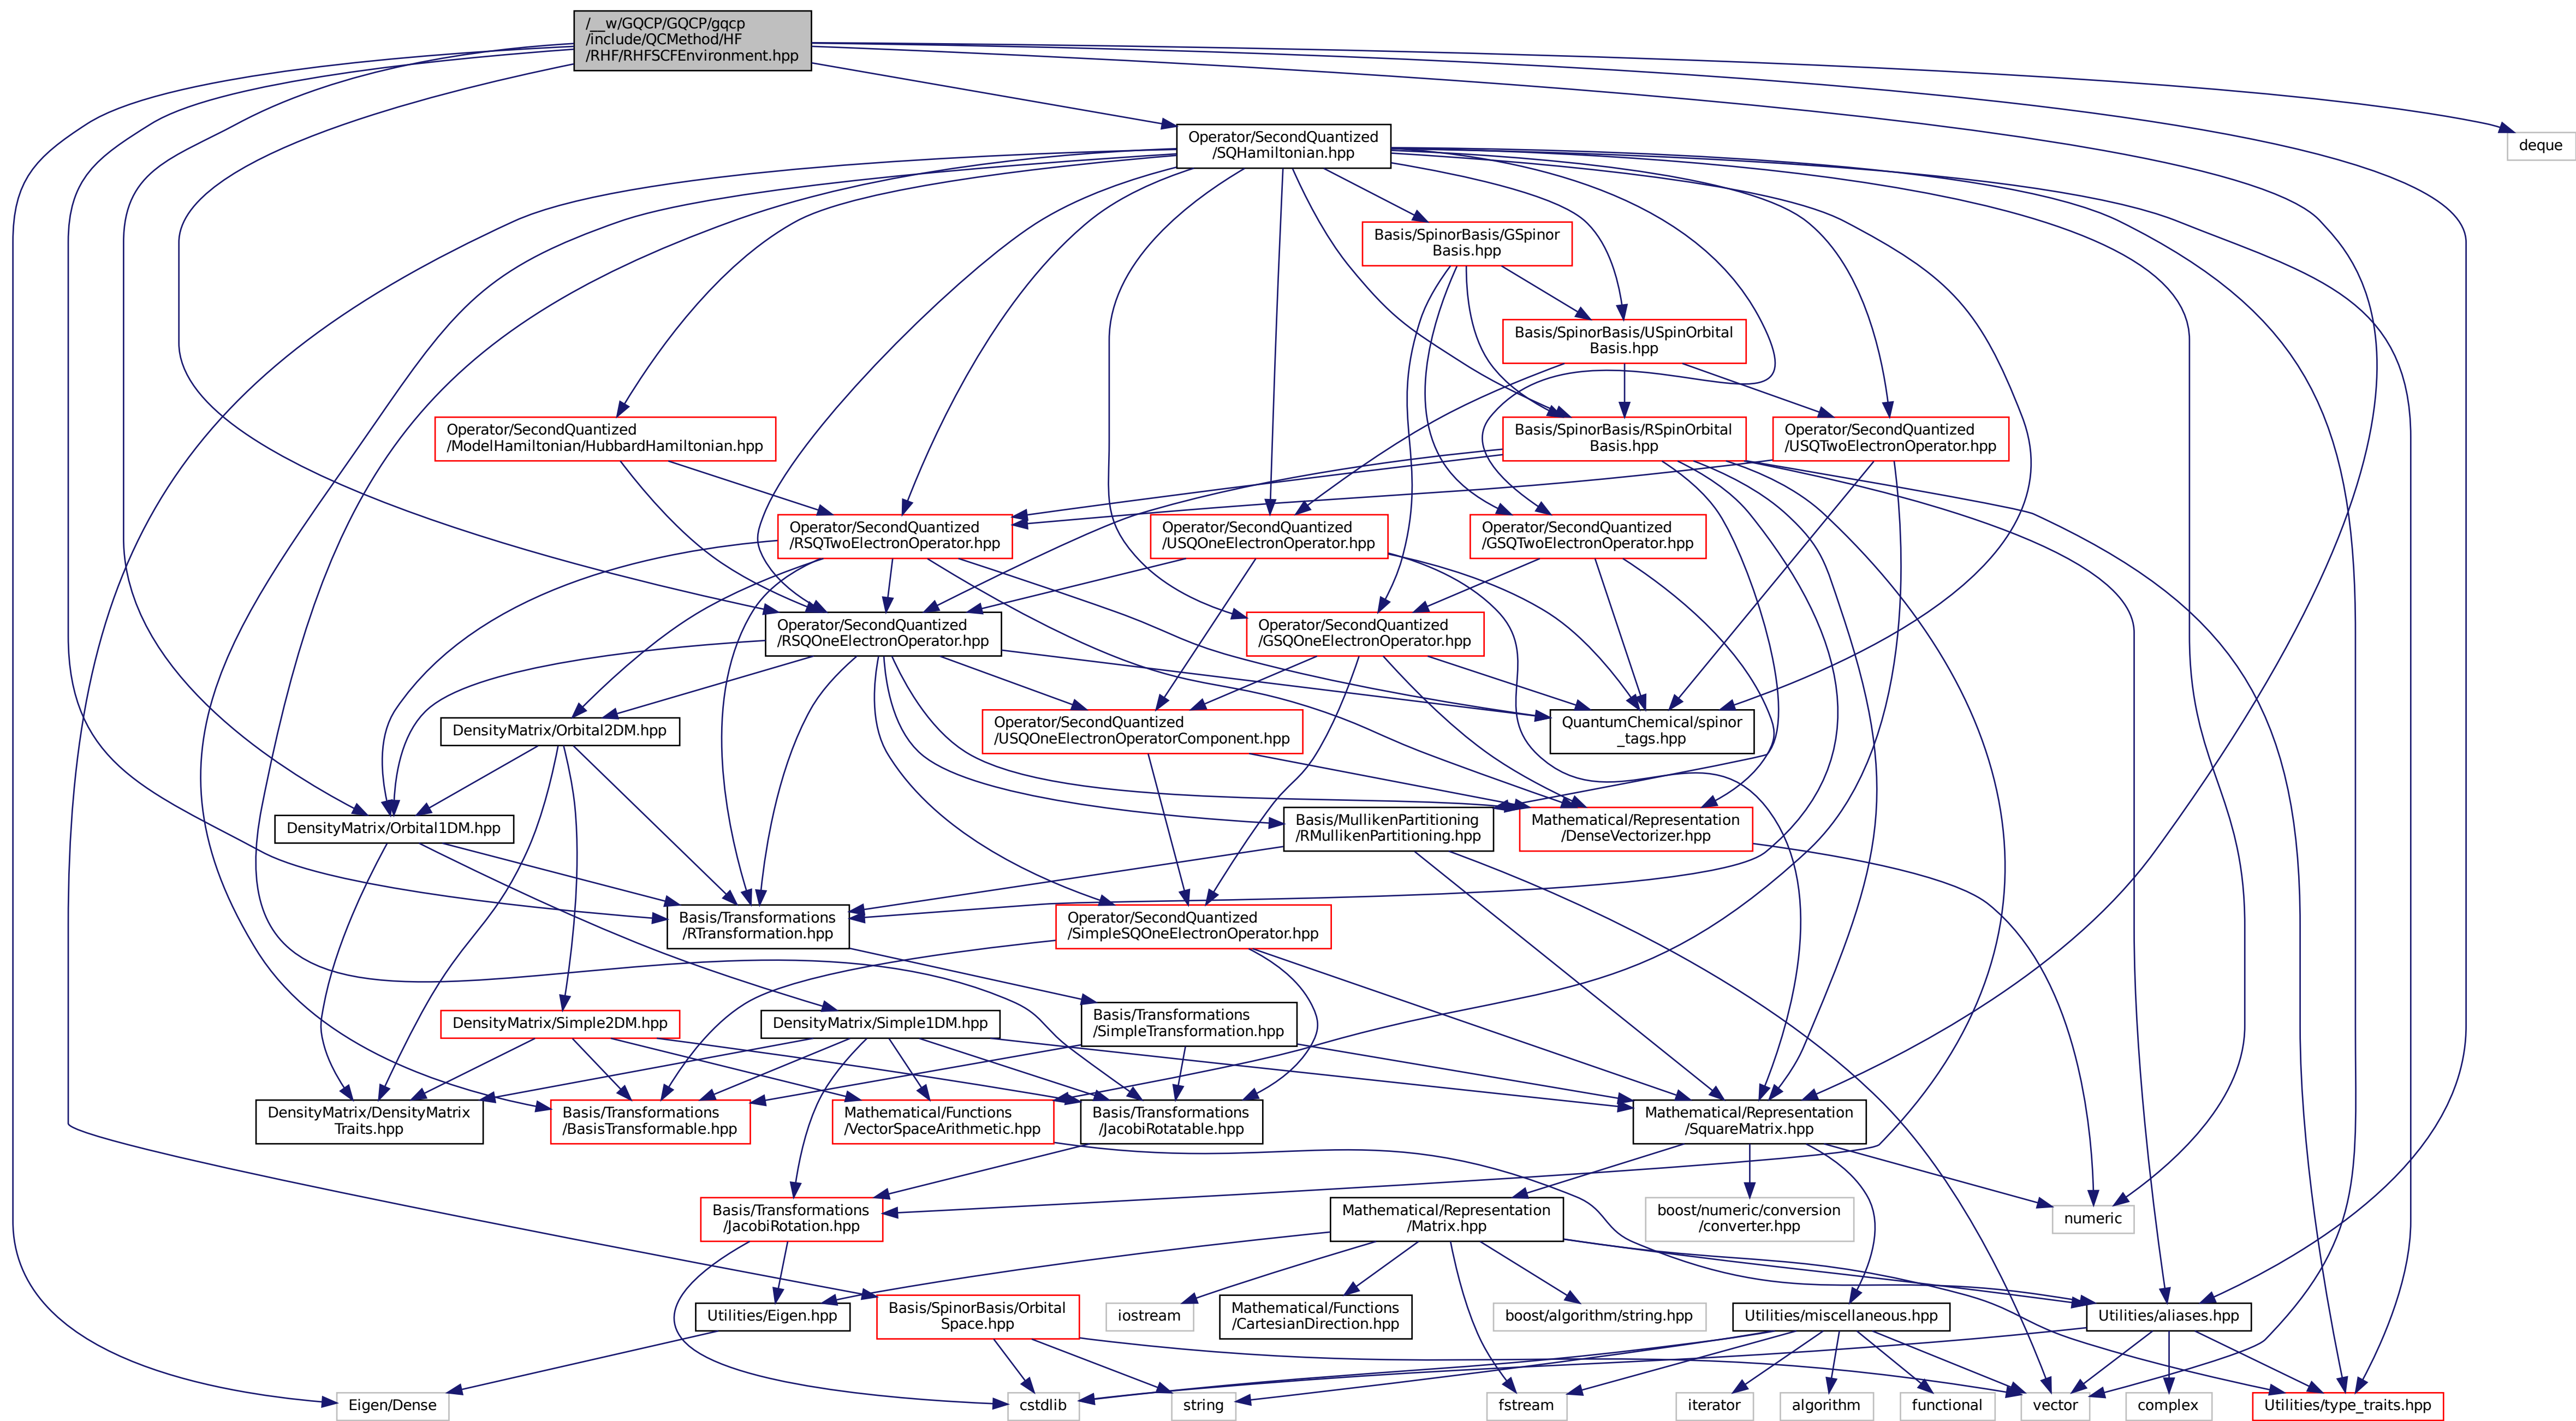 /__w/GQCP/GQCP/gqcp
/include/QCMethod/HF
/RHF/RHFSCFEnvironment.hpp
Operator/SecondQuantized
/SQHamiltonian.hpp
deque
Basis/SpinorBasis/GSpinor
Basis.hpp
Basis/SpinorBasis/USpinOrbital
Basis.hpp
Operator/SecondQuantized
/ModelHamiltonian/HubbardHamiltonian.hpp
Basis/SpinorBasis/RSpinOrbital
Basis.hpp
Operator/SecondQuantized
/USQTwoElectronOperator.hpp
Operator/SecondQuantized
/RSQTwoElectronOperator.hpp
Operator/SecondQuantized
/USQOneElectronOperator.hpp
Operator/SecondQuantized
/GSQTwoElectronOperator.hpp
Operator/SecondQuantized
/RSQOneElectronOperator.hpp
Operator/SecondQuantized
/GSQOneElectronOperator.hpp
DensityMatrix/Orbital2DM.hpp
Operator/SecondQuantized
/USQOneElectronOperatorComponent.hpp
QuantumChemical/spinor
_tags.hpp
DensityMatrix/Orbital1DM.hpp
Basis/MullikenPartitioning
/RMullikenPartitioning.hpp
Mathematical/Representation
/DenseVectorizer.hpp
Basis/Transformations
/RTransformation.hpp
Operator/SecondQuantized
/SimpleSQOneElectronOperator.hpp
DensityMatrix/Simple2DM.hpp
DensityMatrix/Simple1DM.hpp
Basis/Transformations
/SimpleTransformation.hpp
DensityMatrix/DensityMatrix
Traits.hpp
Basis/Transformations
/BasisTransformable.hpp
Mathematical/Functions
/VectorSpaceArithmetic.hpp
Basis/Transformations
/JacobiRotatable.hpp
Mathematical/Representation
/SquareMatrix.hpp
Basis/Transformations
/JacobiRotation.hpp
Mathematical/Representation
/Matrix.hpp
boost/numeric/conversion
/converter.hpp
numeric
Utilities/Eigen.hpp
Basis/SpinorBasis/Orbital
Space.hpp
iostream
Mathematical/Functions
/CartesianDirection.hpp
boost/algorithm/string.hpp
Utilities/miscellaneous.hpp
Utilities/aliases.hpp
Eigen/Dense
cstdlib
string
fstream
iterator
algorithm
functional
vector
complex
Utilities/type_traits.hpp